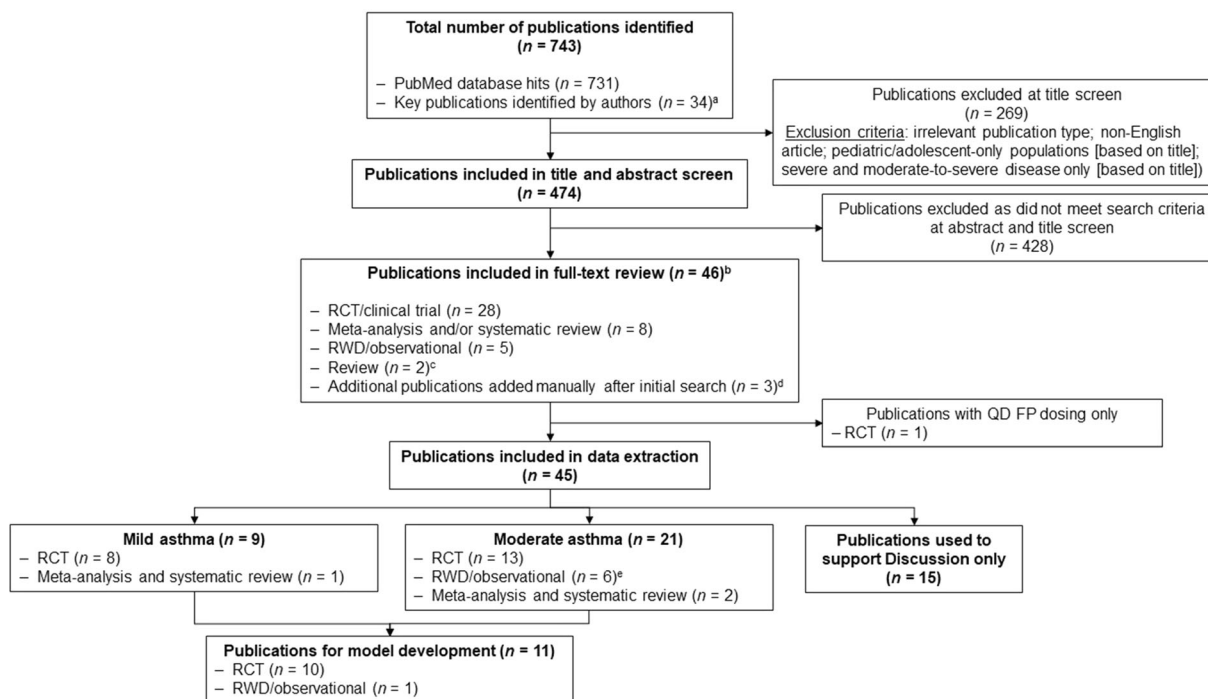 Total number of publications identified
(n = 743)
– PubMed database hits (n = 731)
– Key publications identified by authors (n = 34)ᵃ
Publications excluded at title screen
(n = 269)
Exclusion criteria: irrelevant publication type; non-English
article; pediatric/adolescent-only populations [based on title];
severe and moderate-to-severe disease only [based on title])
Publications included in title and abstract screen
(n = 474)
Publications excluded as did not meet search criteria
at abstract and title screen
(n = 428)
Publications included in full-text review (n = 46)ᵇ
– RCT/clinical trial (n = 28)
– Meta-analysis and/or systematic review (n = 8)
– RWD/observational (n = 5)
– Review (n = 2)ᶜ
– Additional publications added manually after initial search (n = 3)ᵈ
Publications with QD FP dosing only
– RCT (n = 1)
Publications included in data extraction
(n = 45)
Mild asthma (n = 9)
– RCT (n = 8)
– Meta-analysis and systematic review (n = 1)
Moderate asthma (n = 21)
– RCT (n = 13)
– RWD/observational (n = 6)ᵉ
– Meta-analysis and systematic review (n = 2)
Publications used to
support Discussion only
(n = 15)
Publications for model development (n = 11)
– RCT (n = 10)
– RWD/observational (n = 1)